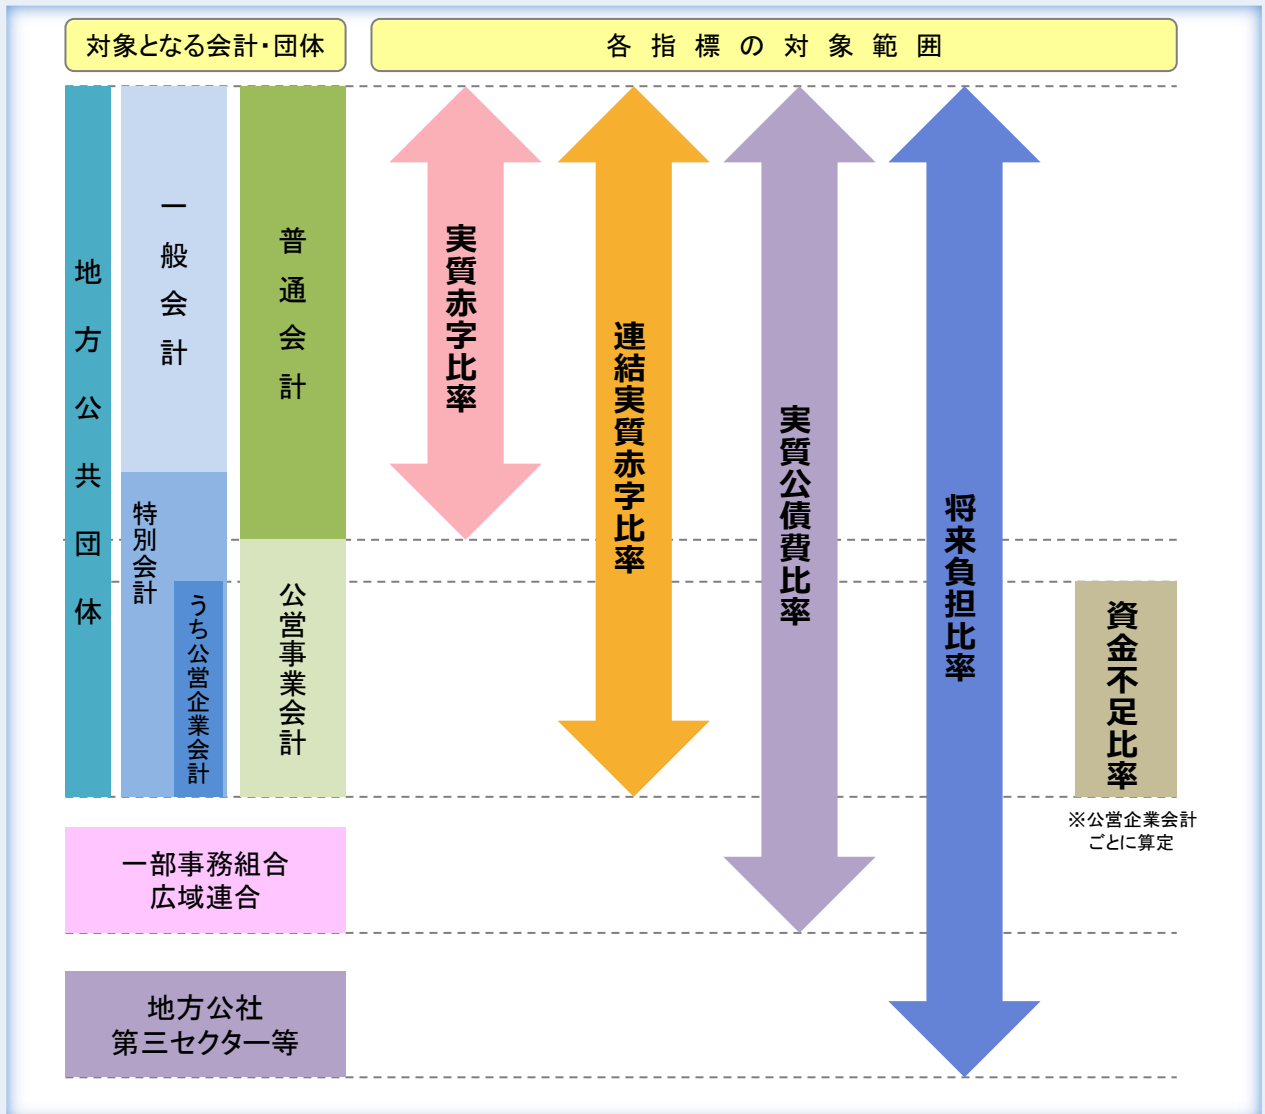 対象となる会計・団体
各指標の対象範囲
地方公共団体
一般会計
特別会計
うち公営企業会計
普通会計
公営事業会計
実質赤字比率
連結実質赤字比率
実質公債費比率
将来負担比率
資金不足比率
※公営企業会計
ごとに算定
一部事務組合
広域連合
地方公社
第三セクター等